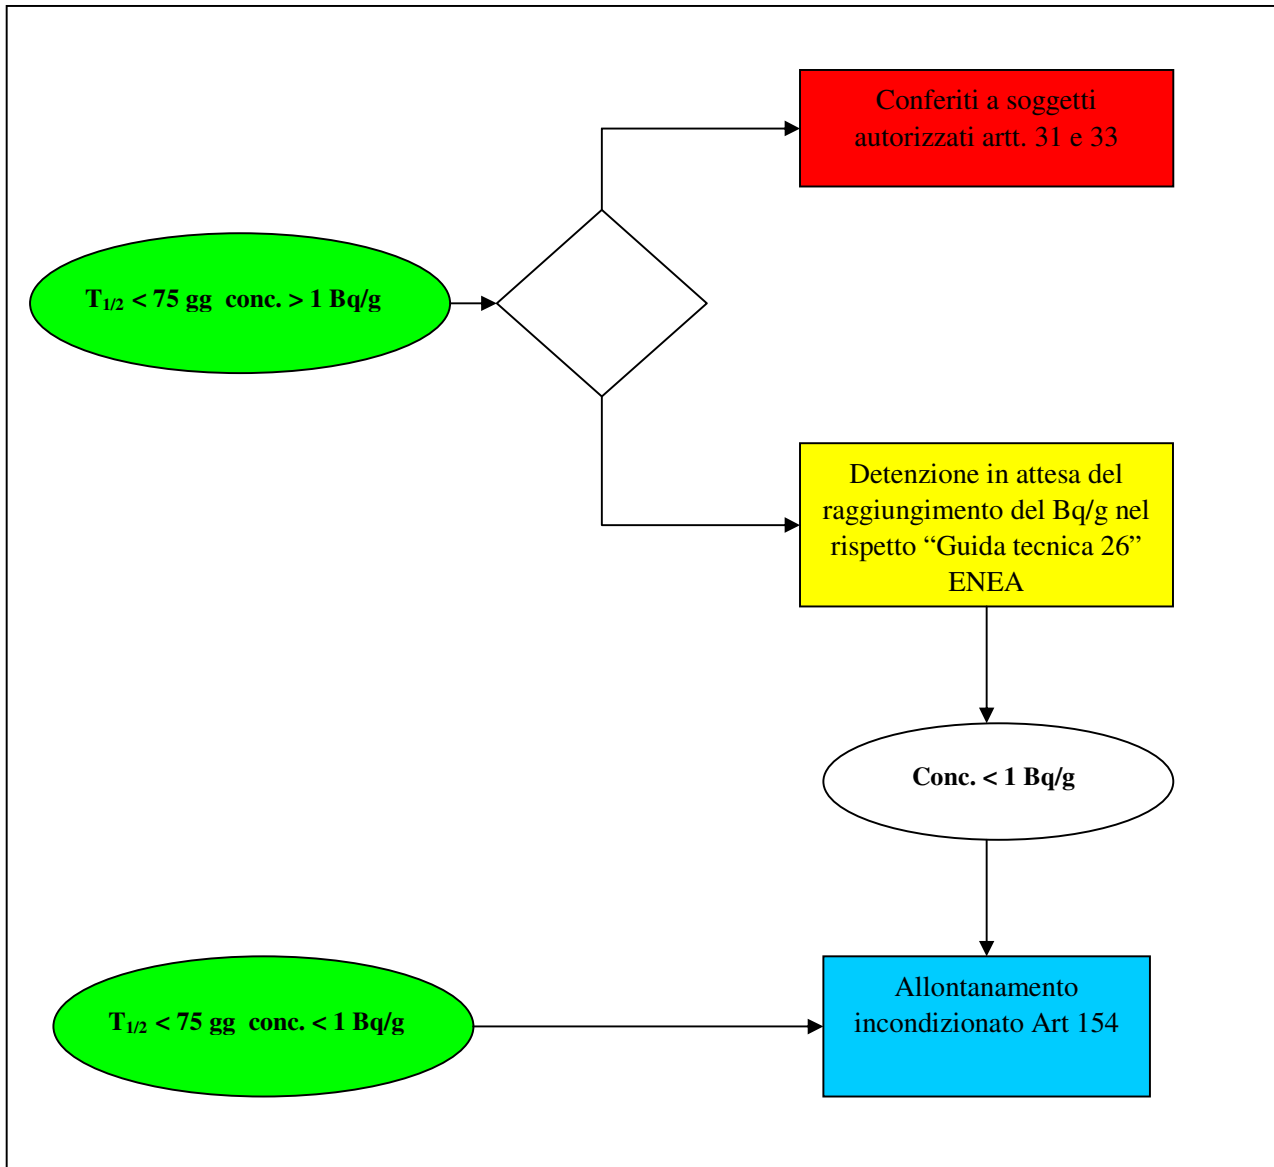 Conferiti a soggetti
autorizzati artt. 31 e 33
T1/2 < 75 gg conc. > 1 Bq/g
Detenzione in attesa del
raggiungimento del Bq/g nel
rispetto “Guida tecnica 26”
ENEA
Conc. < 1 Bq/g
Allontanamento
incondizionato Art 154
T1/2 < 75 gg conc. < 1 Bq/g